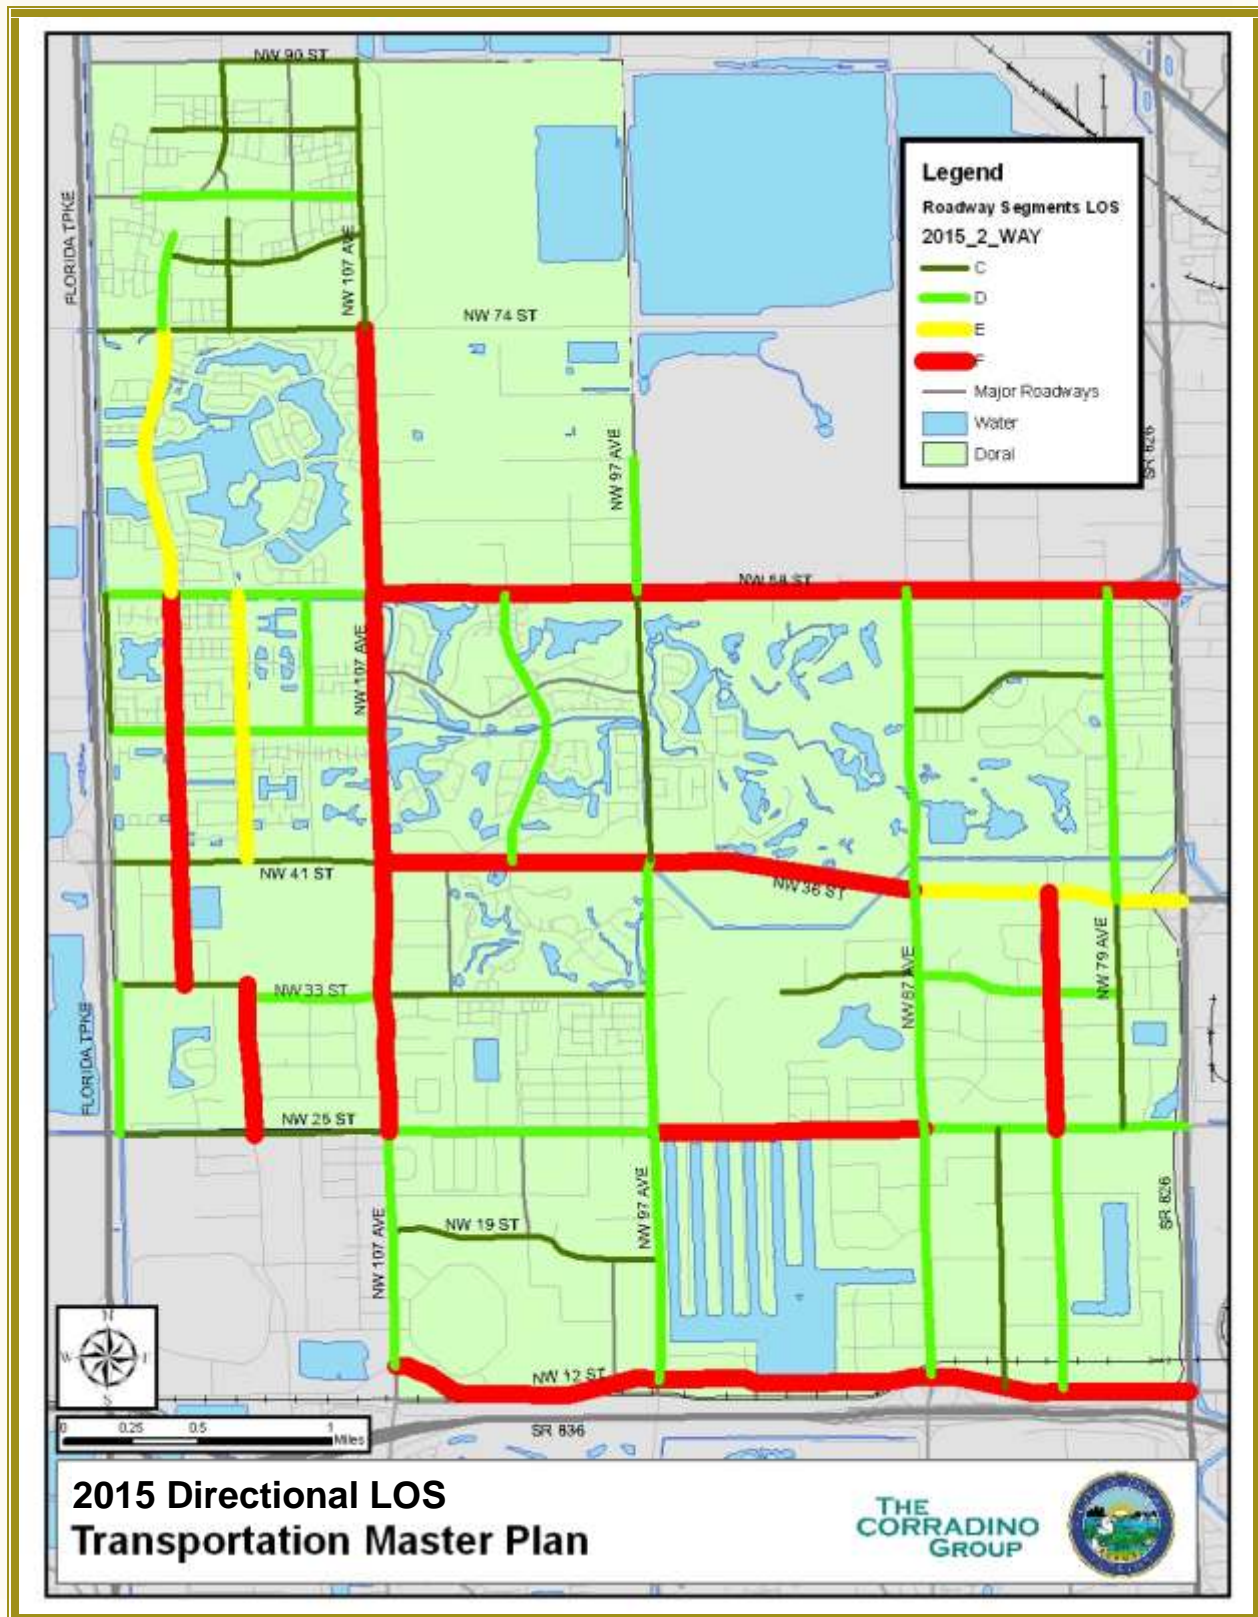 NW 90 ST
FLORIDA TPKE
NW 107 AVE
NW 74 ST
Legend
Roadway Segments LOS
2015_2_WAY
C
D
E
F
Major Roadways
Water
Doral
SR 826
NW 97 AVE
NW 58 ST
NW 107 AVE
NW 41 ST
NW 36 ST
NW 87 AVE
NW 79 AVE
NW 33 ST
FLORIDA TPKE
NW 25 ST
NW 19 ST
NW 97 AVE
NW 107 AVE
SR 826
NW 12 ST
SR 836
N
W
S
0 0.25 0.5 1
Miles
2015 Directional LOS
Transportation Master Plan
THE
CORRADINO
GROUP